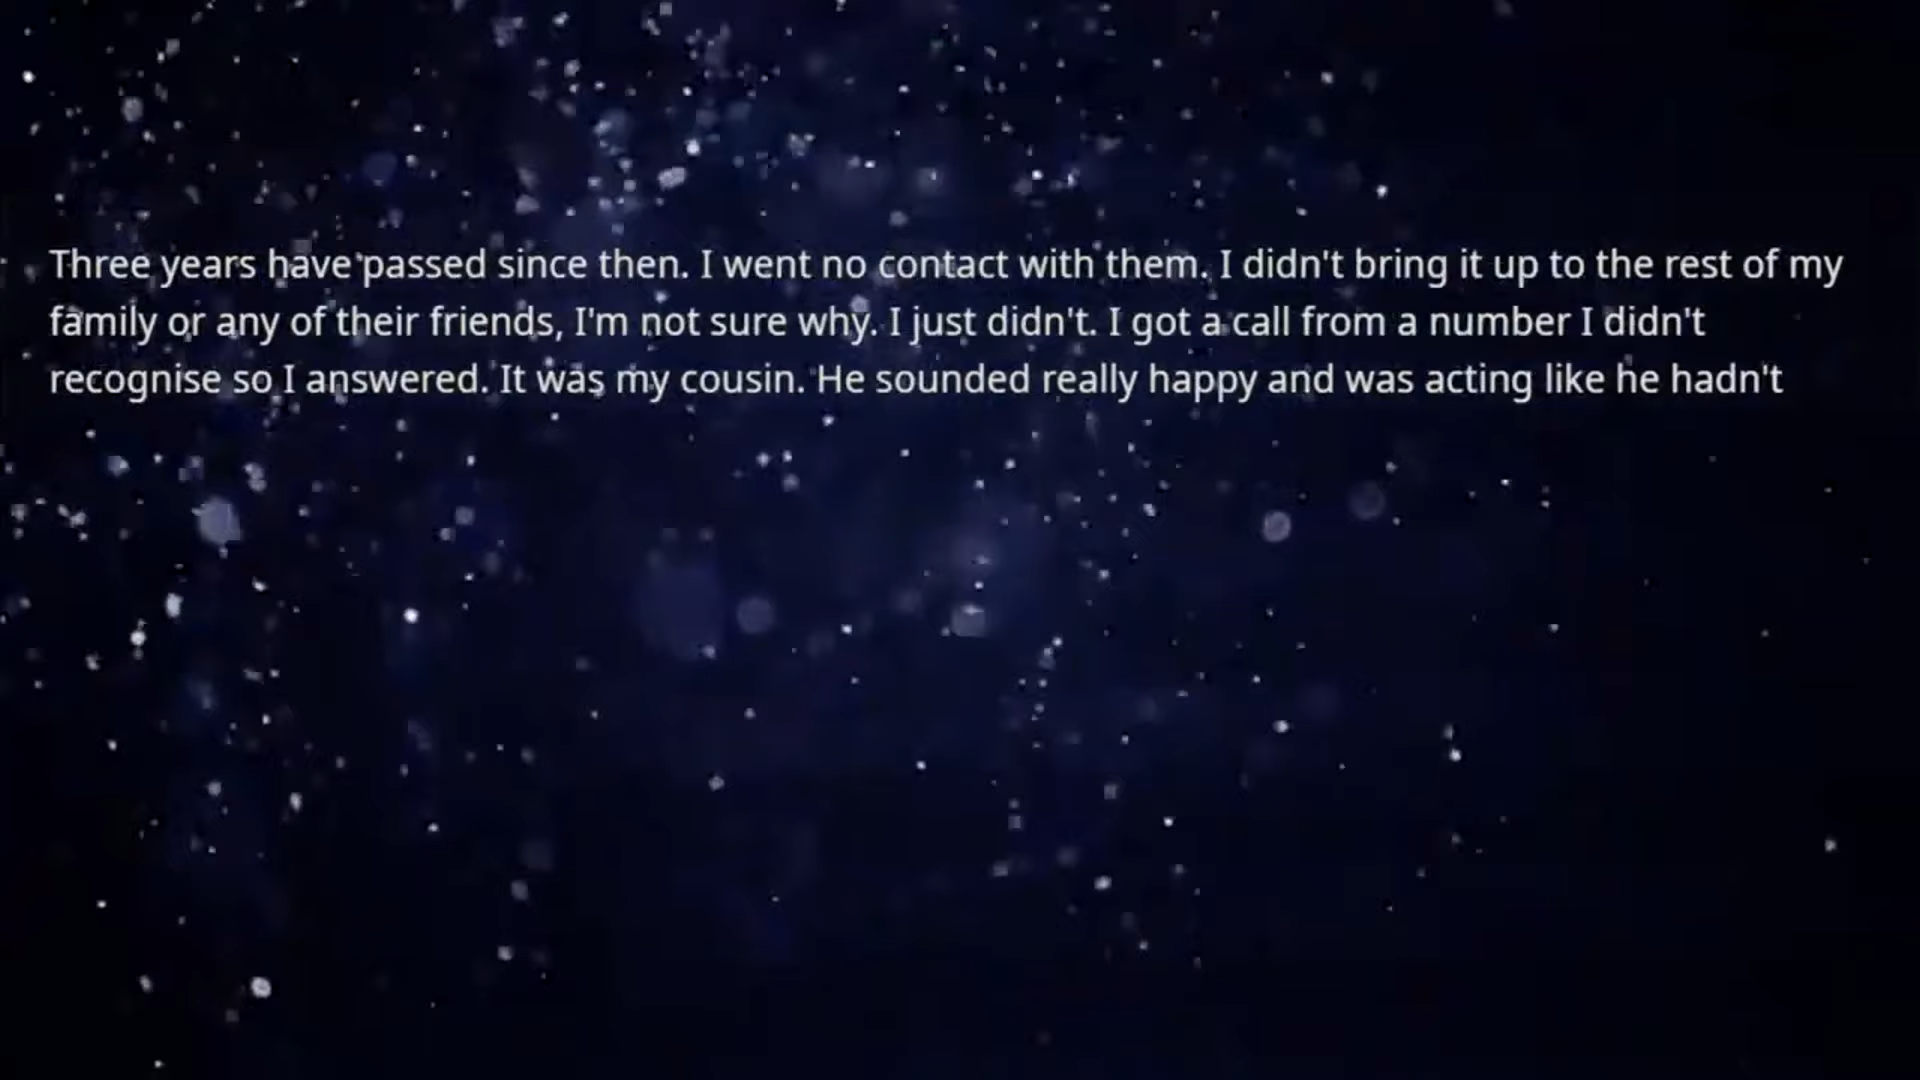 Three years have passed since then. I went no contact with them. I didn't bring it up to the rest of my
family or any of their friends, I'm not sure why. I just didn't. I got a call from a number I didn't
recognise so I answered. It was my cousin. He sounded really happy and was acting like he hadn't